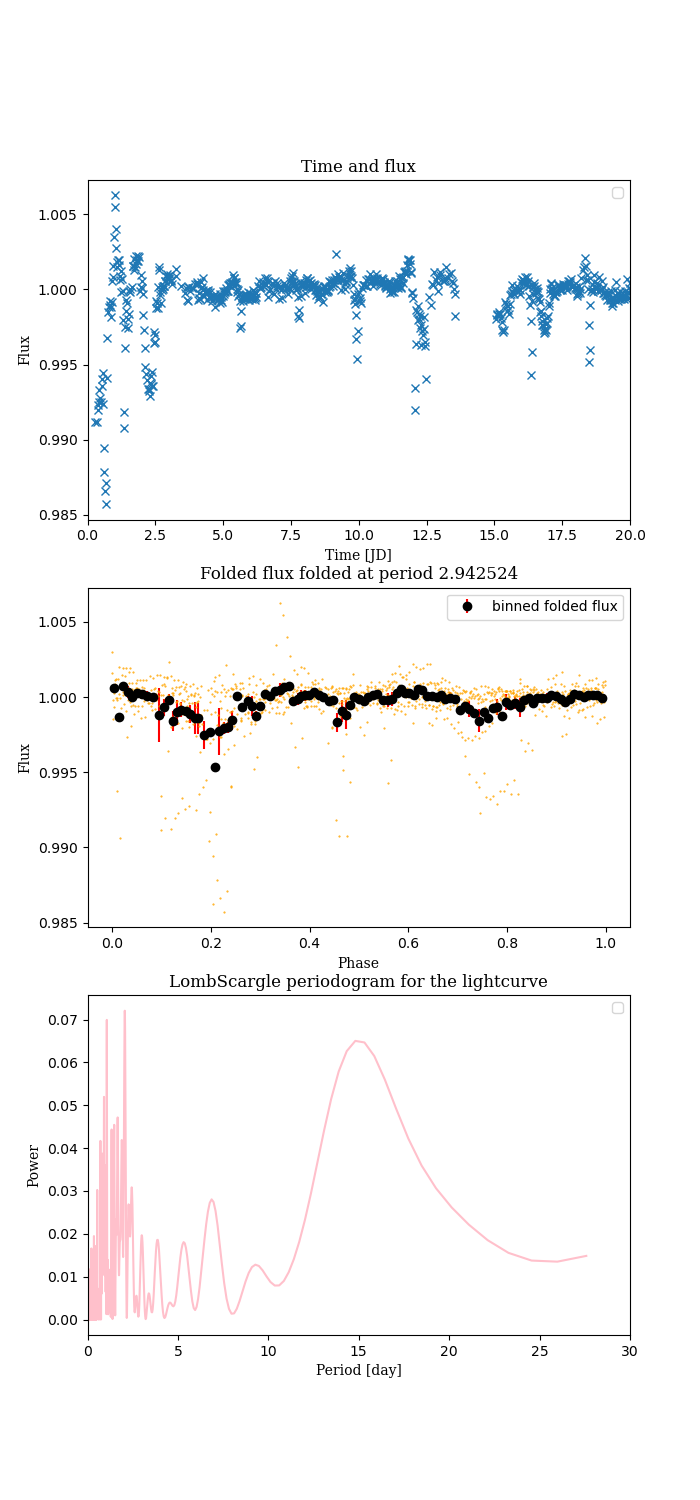 Time and flux
1.005
1.000
0.995
0.990
0.985
Flux
0.0 2.5 5.0 7.5 10.0 12.5 15.0 17.5 20.0
Time [JD]
Folded flux folded at period 2.942524
binned folded flux
1.005
1.000
0.995
0.990
0.985
Flux
0.0 0.2 0.4 0.6 0.8 1.0
Phase
LombScargle periodogram for the lightcurve
0.07
0.06
0.05
0.04
0.03
0.02
0.01
0.00
Power
0 5 10 15 20 25 30
Period [day]